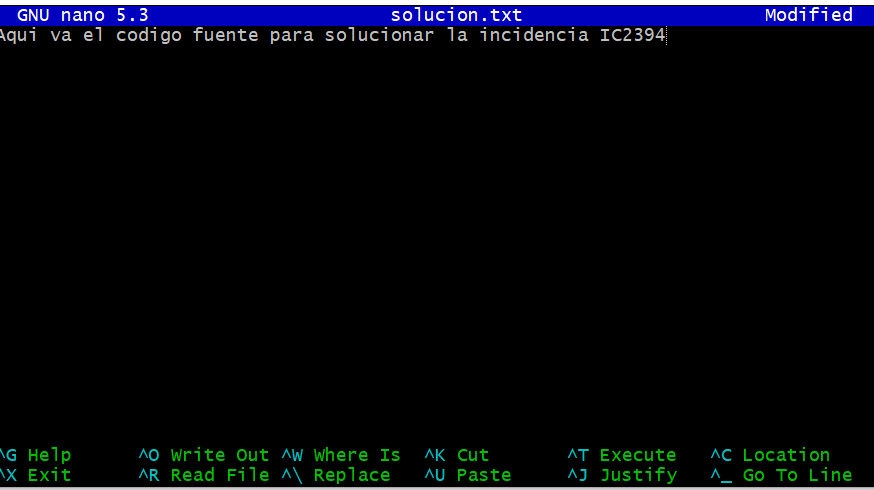 GNU nano 5.3 solucion.txt Modified
Aqui va el codigo fuente para solucionar la incidencia IC2394
^G Help ^O Write Out ^W Where Is ^K Cut ^T Execute ^C Location
^X Exit ^R Read File ^\ Replace ^U Paste ^J Justify ^_ Go To Line